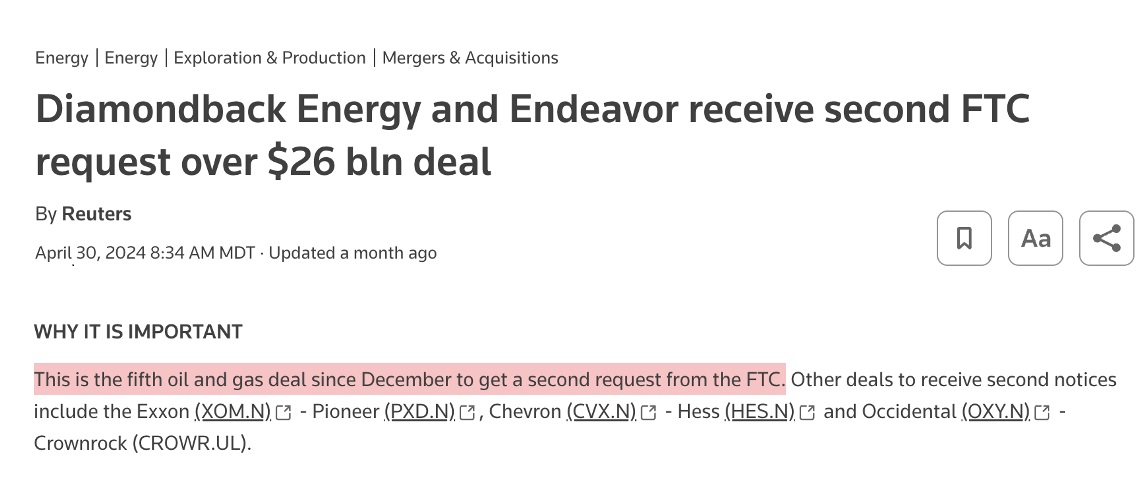 Energy | Energy | Exploration & Production | Mergers & Acquisitions
Diamondback Energy and Endeavor receive second FTC
request over $26 bln deal
By Reuters
April 30, 2024 8:34 AM MDT · Updated a month ago
Aa
WHY IT IS IMPORTANT
This is the fifth oil and gas deal since December to get a second request from the FTC. Other deals to receive second notices
include the Exxon (XOM.N) - Pioneer (PXD.N) , Chevron (CVX.N) - Hess (HES.N) and Occidental (OXY.N) -
Crownrock (CROWR.UL).